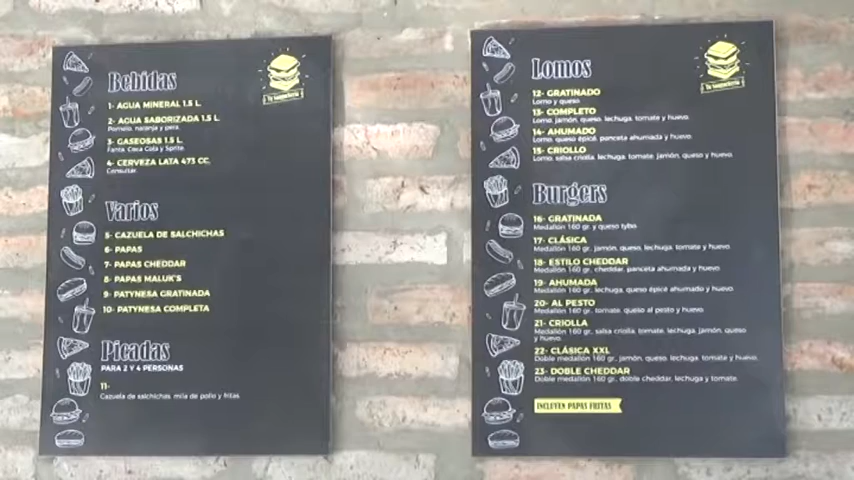 Bebidas
1- AGUA MINERAL 1.5 L.
2- AGUA SABORIZADA 1.5 L.
Pomelo, naranja y pera.
3- GASEOSAS 1.5 L.
Fanta, Coca Cola y Sprite.
4- CERVEZA LATA 473 CC.
Consultar.
Varios
5- CAZUELA DE SALCHICHAS
6- PAPAS
7- PAPAS CHEDDAR
8- PAPAS MALUK'S
9- PATYNESA GRATINADA
10- PATYNESA COMPLETA
Picadas
PARA 2 Y 4 PERSONAS
11-
Cazuela de salchichas, mila de pollo y fritas.
Lomos
12- GRATINADO
Lomo y queso.
13- COMPLETO
Lomo, jamón, queso, lechuga, tomate y huevo.
14- AHUMADO
Lomo, queso épicé, panceta ahumada y huevo.
15- CRIOLLO
Lomo, salsa criolla, lechuga, tomate, jamón, queso y huevo.
Burgers
16- GRATINADA
Medallón 160 gr. y queso tybo.
17- CLÁSICA
Medallón 160 gr., jamón, queso, lechuga, tomate y huevo.
18- ESTILO CHEDDAR
Medallón 160 gr., cheddar, panceta ahumada y huevo.
19- AHUMADA
Medallón 160 gr., lechuga, queso épicé ahumado y huevo.
20- AL PESTO
Medallón 160 gr., tomate, queso al pesto y huevo.
21- CRIOLLA
Medallón 160 gr., salsa criolla, tomate, lechuga, jamón, queso
y huevo.
22- CLÁSICA XXL
Doble medallón 160 gr., jamón, queso, lechuga, tomate y huevo.
23- DOBLE CHEDDAR
Doble medallón 160 gr., doble cheddar, lechuga y tomate.
INCLUYEN PAPAS FRITAS